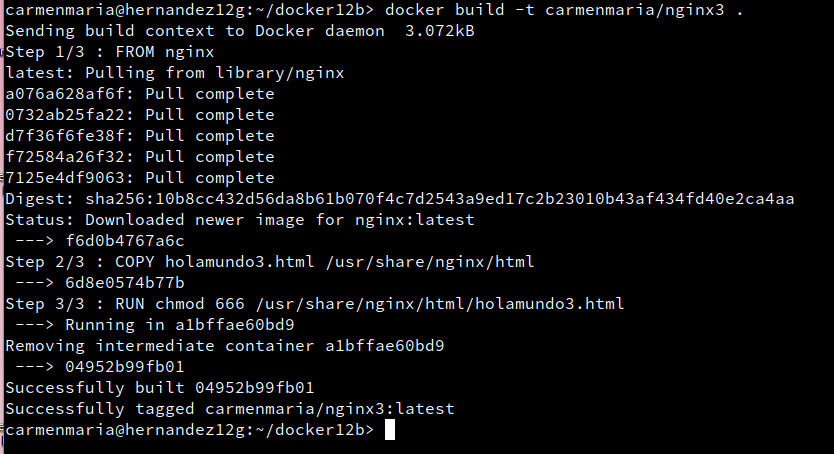 carmenmaria@hernandez12g:~/docker12b> docker build -t carmenmaria/nginx3 .
Sending build context to Docker daemon  3.072kB
Step 1/3 : FROM nginx
latest: Pulling from library/nginx
a076a628af6f: Pull complete
0732ab25fa22: Pull complete
d7f36f6fe38f: Pull complete
f72584a26f32: Pull complete
7125e4df9063: Pull complete
Digest: sha256:10b8cc432d56da8b61b070f4c7d2543a9ed17c2b23010b43af434fd40e2ca4aa
Status: Downloaded newer image for nginx:latest
 ---> f6d0b4767a6c
Step 2/3 : COPY holamundo3.html /usr/share/nginx/html
 ---> 6d8e0574b77b
Step 3/3 : RUN chmod 666 /usr/share/nginx/html/holamundo3.html
 ---> Running in a1bffae60bd9
Removing intermediate container a1bffae60bd9
 ---> 04952b99fb01
Successfully built 04952b99fb01
Successfully tagged carmenmaria/nginx3:latest
carmenmaria@hernandez12g:~/docker12b>